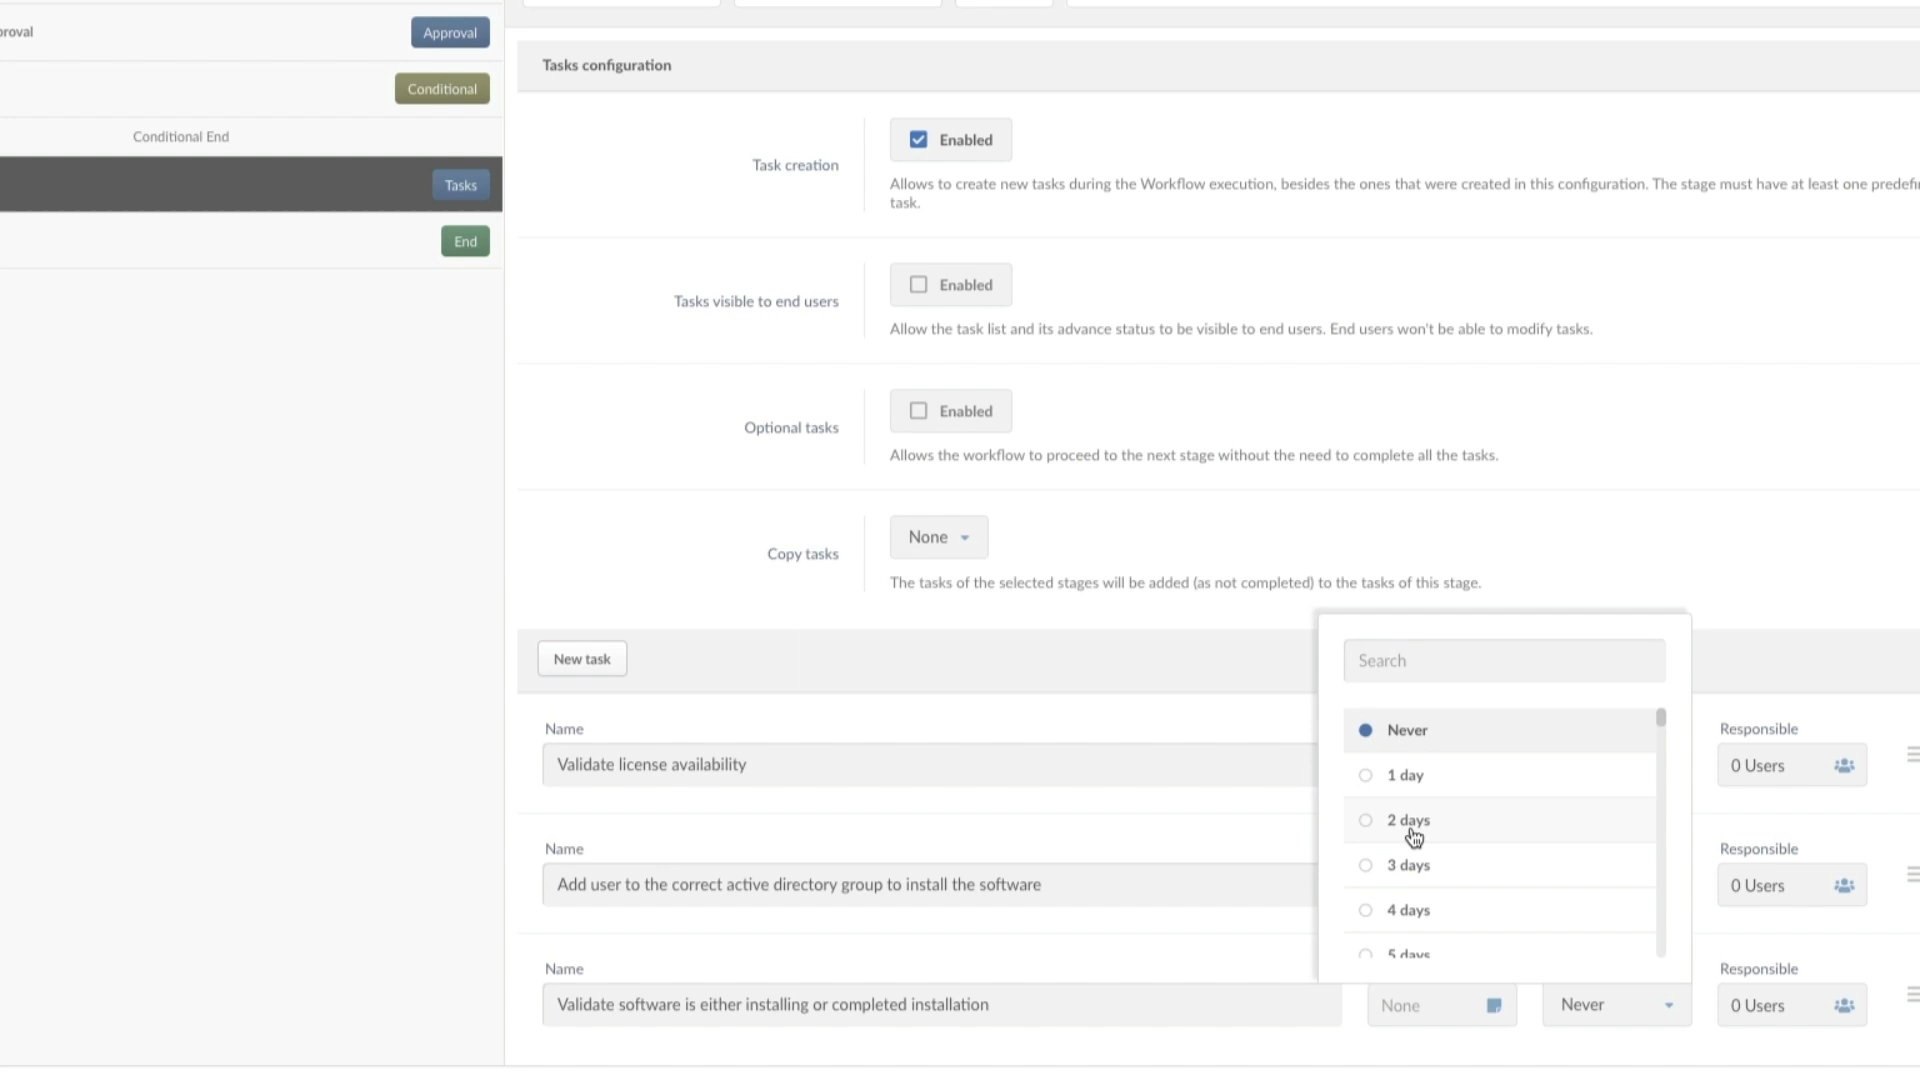 Approval
Conditional
Conditional End
Tasks
End
Tasks configuration
Task creation
Enabled
Allows to create new tasks during the Workflow execution, besides the ones that were created in this configuration. The stage must have at least one
task.
Tasks visible to end users
Enabled
Allow the task list and its advance status to be visible to end users. End users won't be able to modify tasks.
Optional tasks
Enabled
Allows the workflow to proceed to the next stage without the need to complete all the tasks.
Copy tasks
None
The tasks of the selected stages will be added (as not completed) to the tasks of this stage.
New task
Search
Never
1 day
2 days
3 days
4 days
5 days
Name
Responsible
Validate license availability
0 Users
Name
Responsible
Add user to the correct active directory group to install the software
0 Users
Name
Responsible
Validate software is either installing or completed installation
None
Never
0 Users